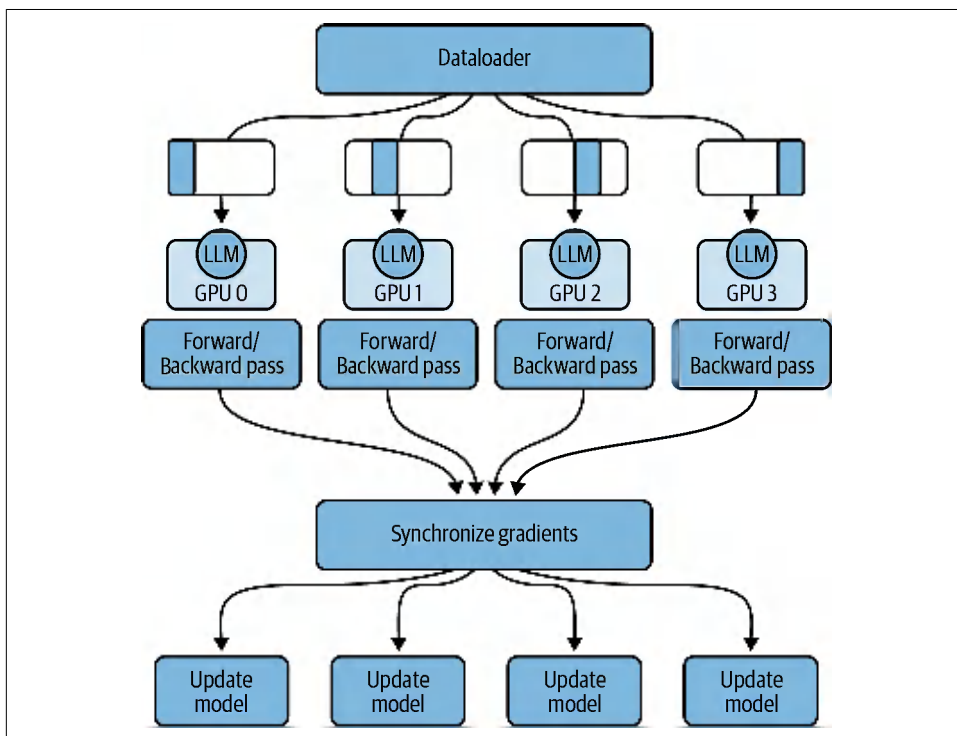 Dataloader
LLM
LLM
LLM
LLM
GPU 0
GPU 1
GPU 2
GPU 3
Forward/
Backward pass
Forward/
Backward pass
Forward/
Backward pass
Forward/
Backward pass
Synchronize gradients
Update
model
Update
model
Update
model
Update
model